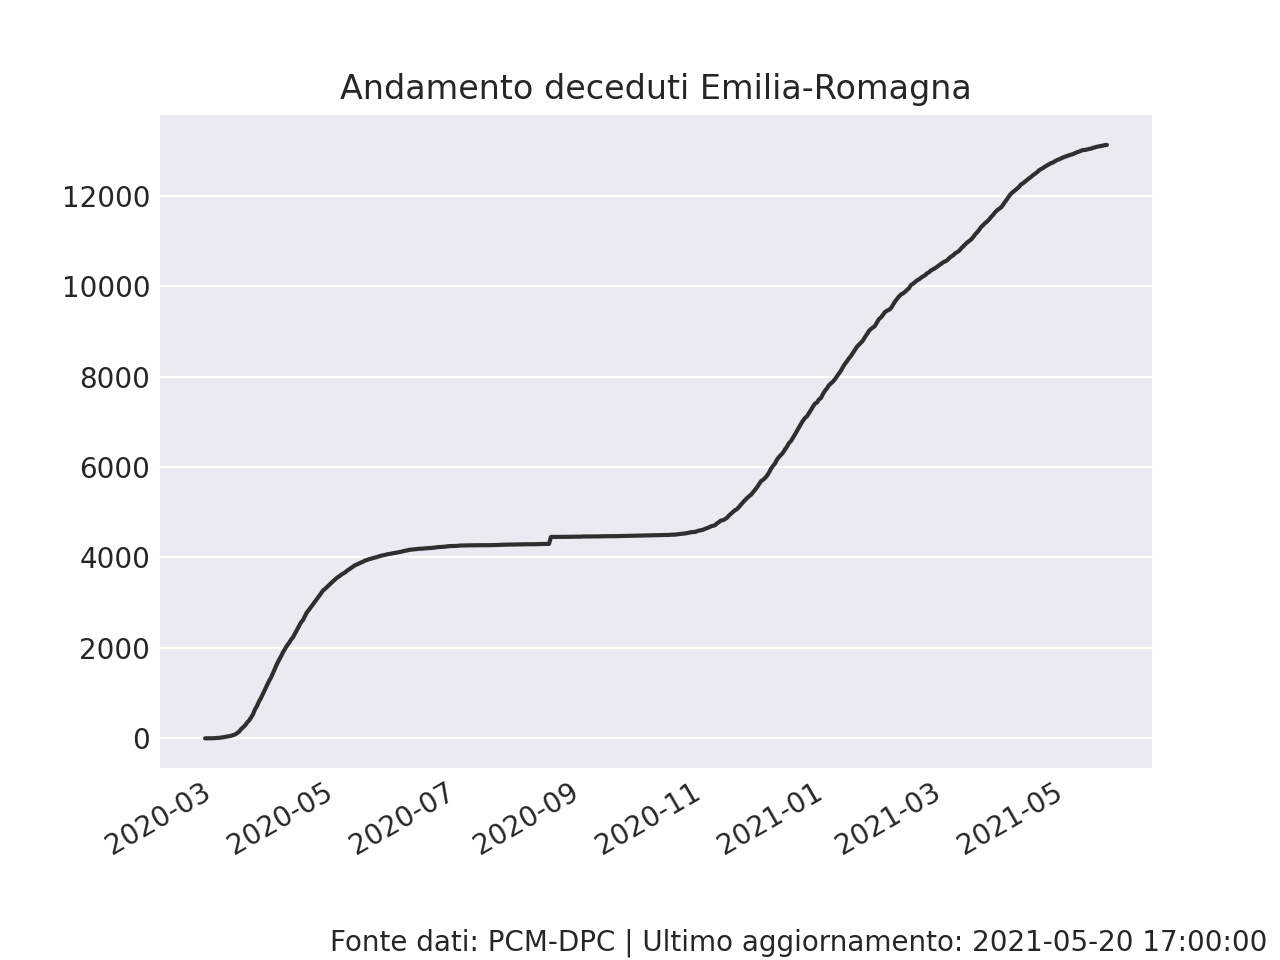 Andamento deceduti Emilia-Romagna
12000
10000
8000
6000
4000
2000
0
2020-03 2020-05 2020-07 2020-09 2020-11 2021-01 2021-03 2021-05
Fonte dati: PCM-DPC | Ultimo aggiornamento: 2021-05-20 17:00:00